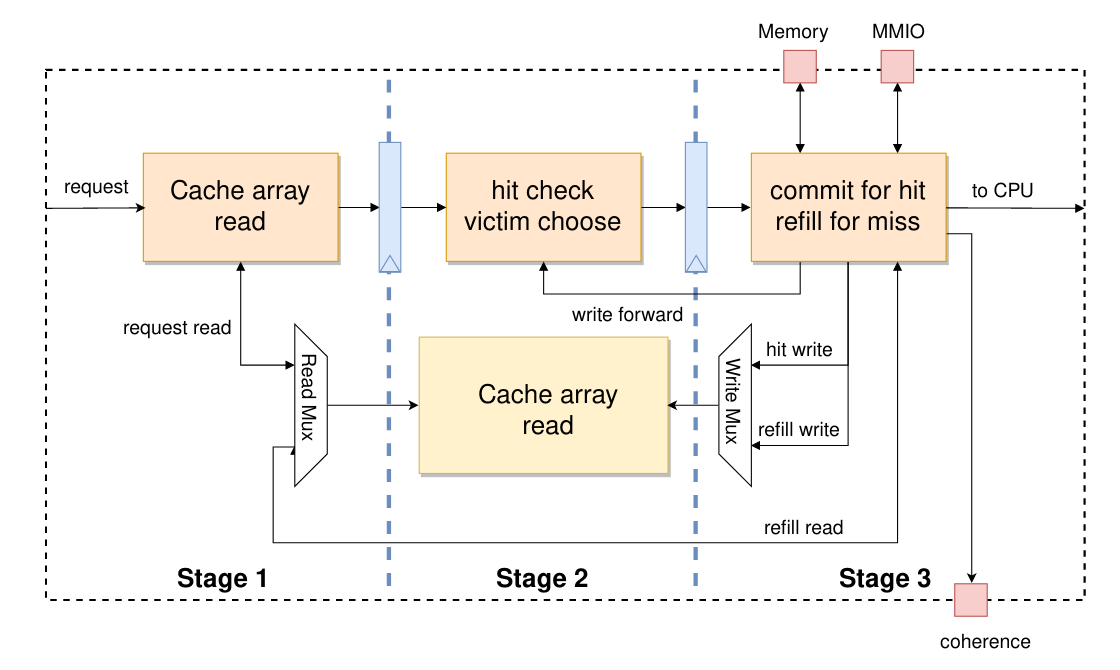 Memory
MMIO
request
Cache array
read
hit check
victim choose
commit for hit
refill for miss
to CPU
write forward
request read
Read Mux
Cache array
read
Write Mux
hit write
refill write
refill read
Stage 1
Stage 2
Stage 3
coherence